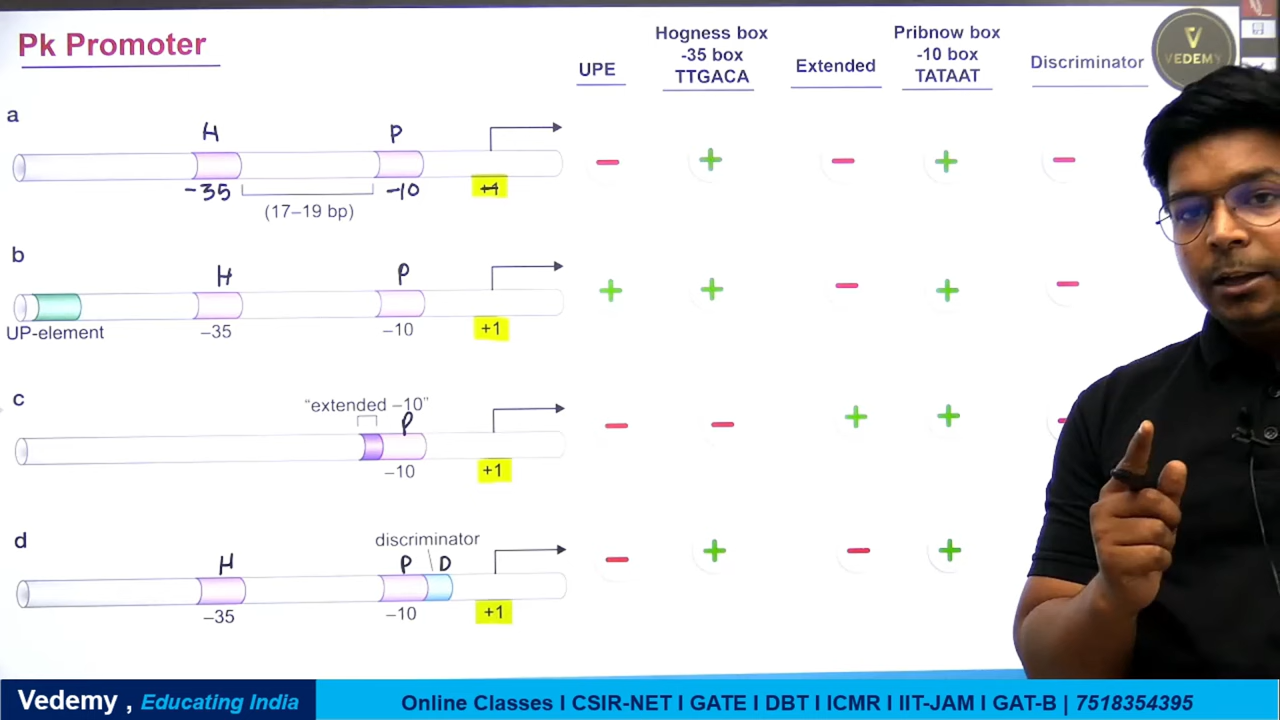 Pk Promoter
UPE
Hogness box
-35 box
TTGACA
Extended
Pribnow box
-10 box
TATAAT
Discriminator
VEDEMY
a
H
P
-35
-10
+1
(17–19 bp)
– + – + –
b
H
P
UP-element
–35
–10
+1
+ + – + –
c
"extended –10"
P
–10
+1
– – + + –
d
discriminator
H
P
D
–35
–10
+1
– + – +
Vedemy , Educating India
Online Classes I CSIR-NET I GATE I DBT I ICMR I IIT-JAM I GAT-B | 7518354395